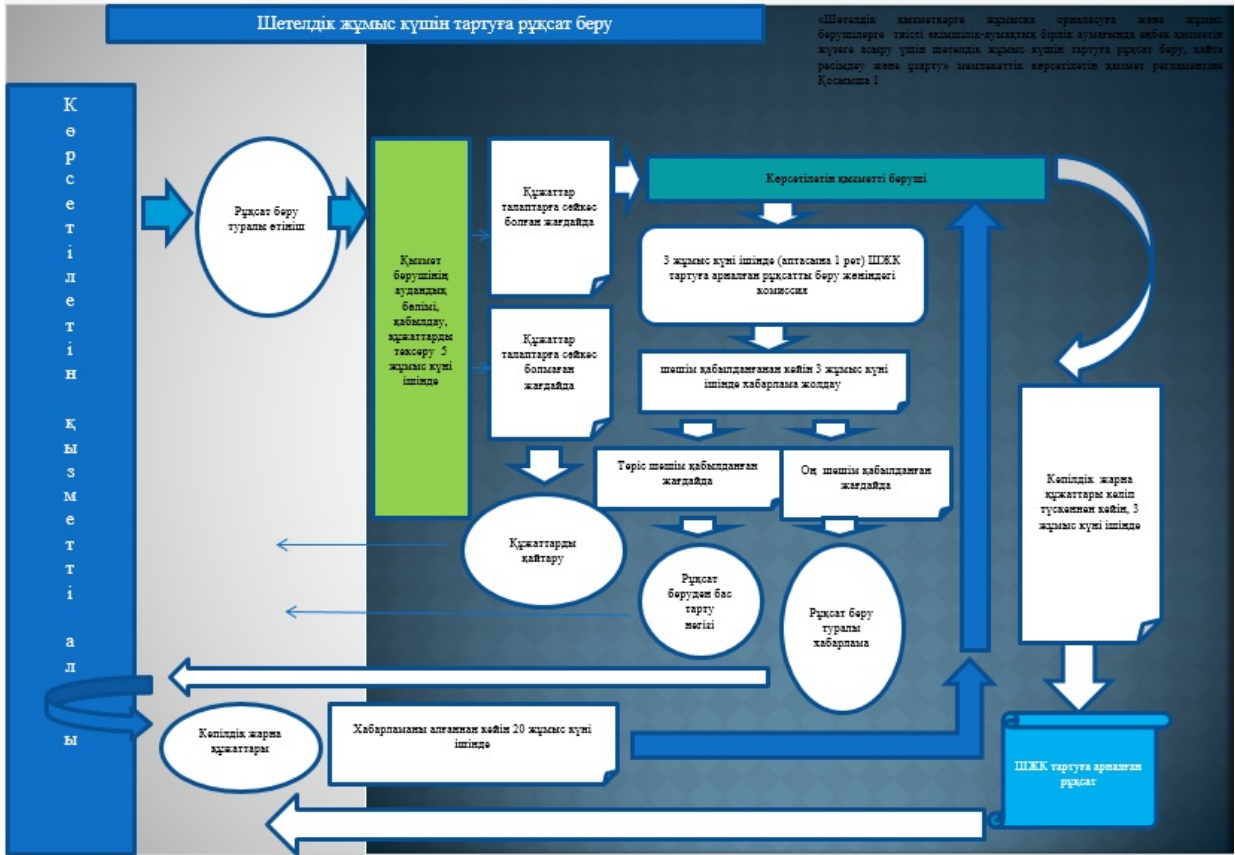 Шетелдік жұмыс күшін тартуға рұқсат беру
«Шетелдік қызметкерге жұмысқа орналасуға және жұмыс
берушілерге тиісті әкімшілік-аумақтық бірлік аумағында еңбек қызметін
жүзеге асыру үшін шетелдік жұмыс күшін тартуға рұқсат беру, қайта
ресімдеу және ұзарту» мемлекеттік көрсетілетін қызмет регламентіне
Қосымша 1
Көрсетілетін қызметті алушы
Рұқсат беру
туралы өтініш
Қызмет
берушінің
аудандық
бөлімі,
қабылдау,
құжаттарды
тексеру 5
жұмыс күні
ішінде
Құжаттар
талаптарға сәйкес
болған жағдайда
Құжаттар
талаптарға сәйкес
болмаған
жағдайда
Құжаттарды
қайтару
Көрсетілетін қызметті беруші
3 жұмыс күні ішінде (аптасына 1 рет) ШЖК
тартуға арналған рұқсатты беру жөніндегі
комиссия
шешім қабылданғанан кейін 3 жұмыс күні
ішінде хабарлама жолдау
Теріс шешім қабылданған
жағдайда
Оң шешім қабылданған
жағдайда
Рұқсат
беруден бас
тарту
негізі
Рұқсат беру
туралы
хабарлама
Кепілдік жарна
құжаттары келіп
түскеннен кейін, 3
жұмыс күні ішінде
Кепілдік жарна
құжаттары
Хабарламаны алғаннан кейін 20 жұмыс күні
ішінде
ШЖК тартуға арналған
рұқсат